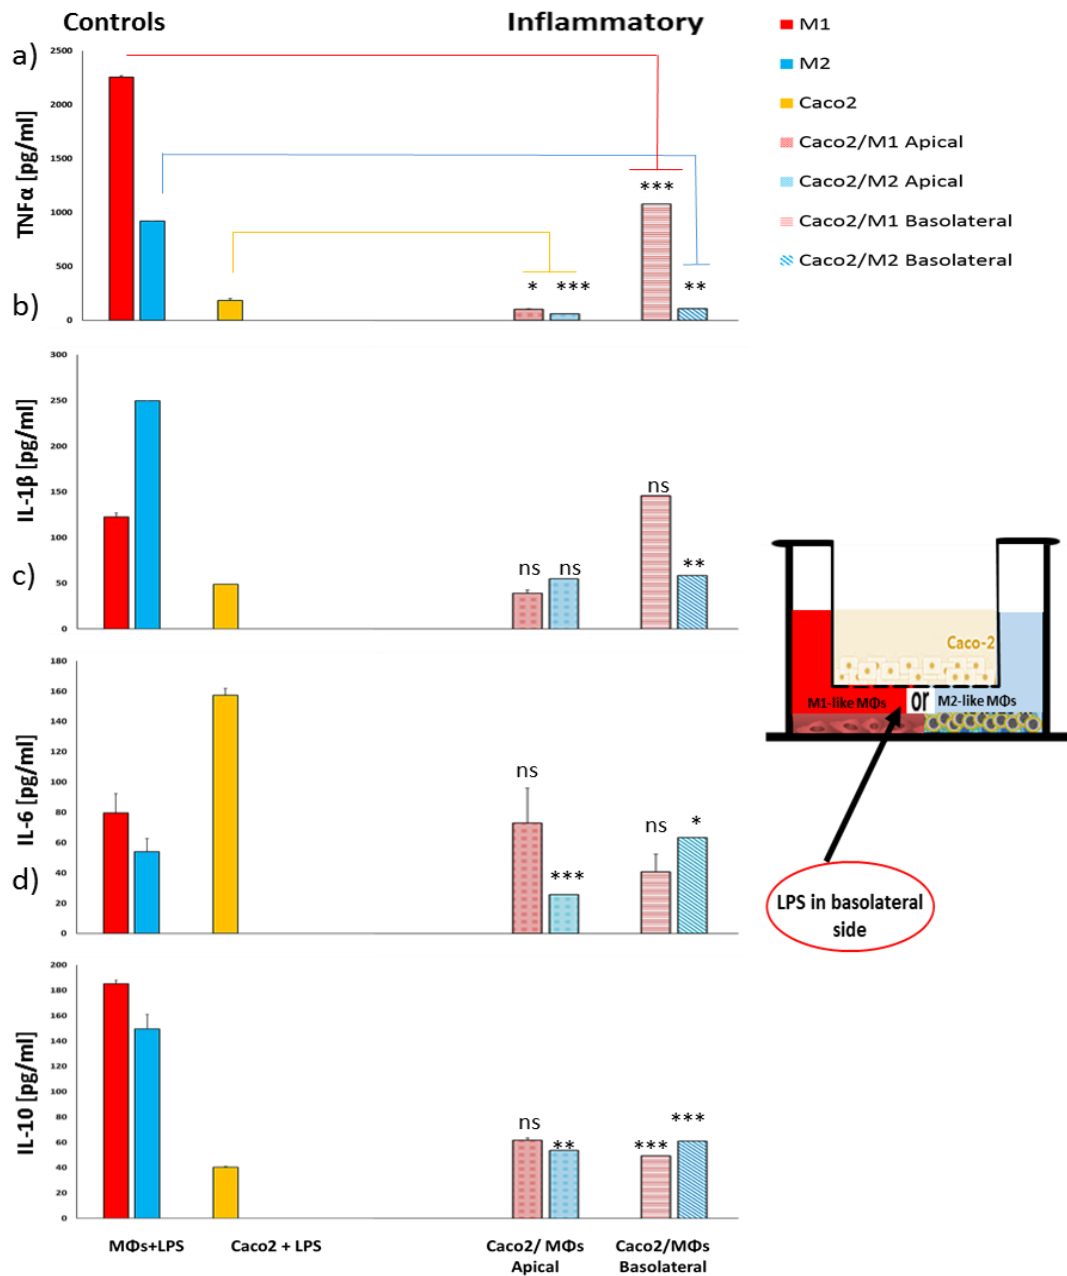 Controls
Inflammatory
a)
TNFα [pg/ml]
2500
2000
1500
1000
500
0
*
***
***
**
M1
M2
Caco2
Caco2/M1 Apical
Caco2/M2 Apical
Caco2/M1 Basolateral
Caco2/M2 Basolateral
b)
IL-1β [pg/ml]
300
250
200
150
100
50
0
ns
ns
ns
**
c)
IL-6 [pg/ml]
180
160
140
120
100
80
60
40
20
0
ns
***
ns
*
Caco-2
M1-like MΦs
or
M2-like MΦs
LPS in basolateral
side
d)
IL-10 [pg/ml]
200
180
160
140
120
100
80
60
40
20
0
ns
**
***
***
MΦs+LPS
Caco2 + LPS
Caco2/ MΦs
Apical
Caco2/MΦs
Basolateral